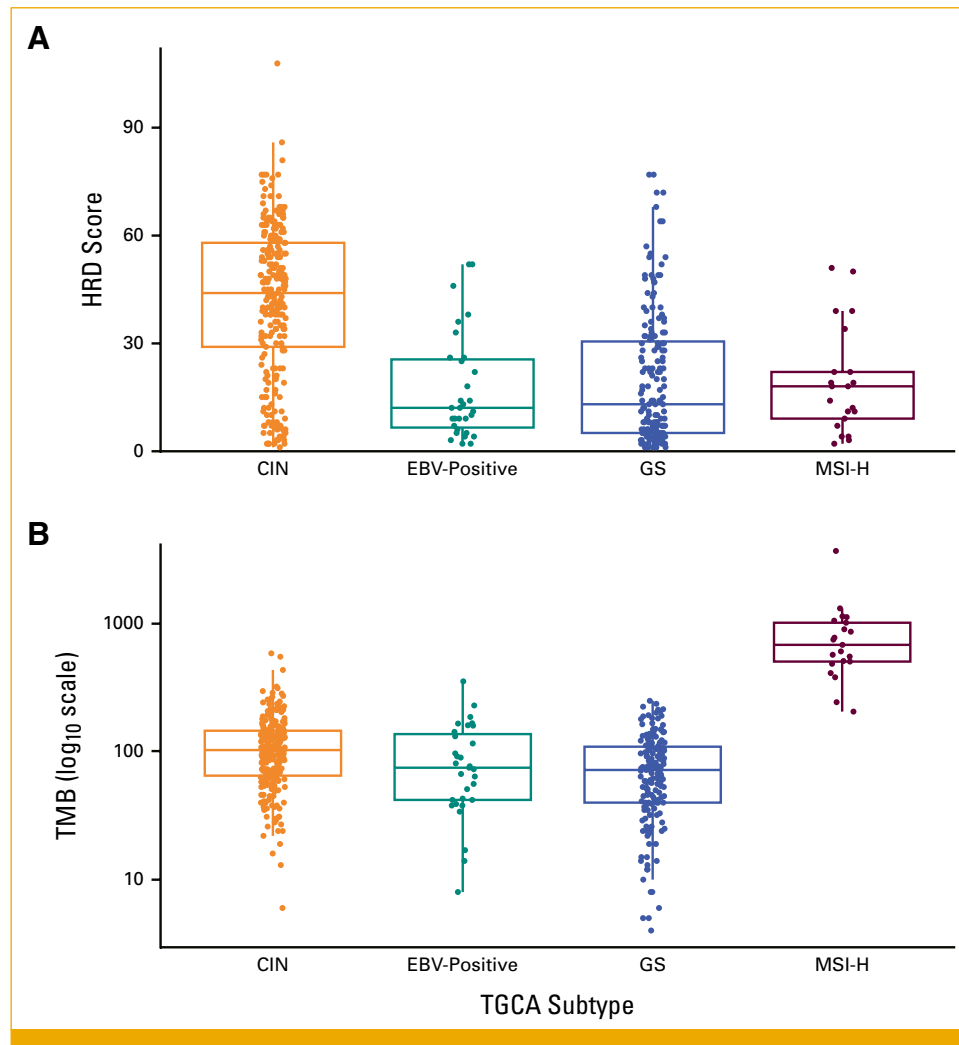 A
HRD Score
90
60
30
0
CIN EBV-Positive GS MSI-H
B
TMB (log10 scale)
1000
100
10
CIN EBV-Positive GS MSI-H
TGCA Subtype